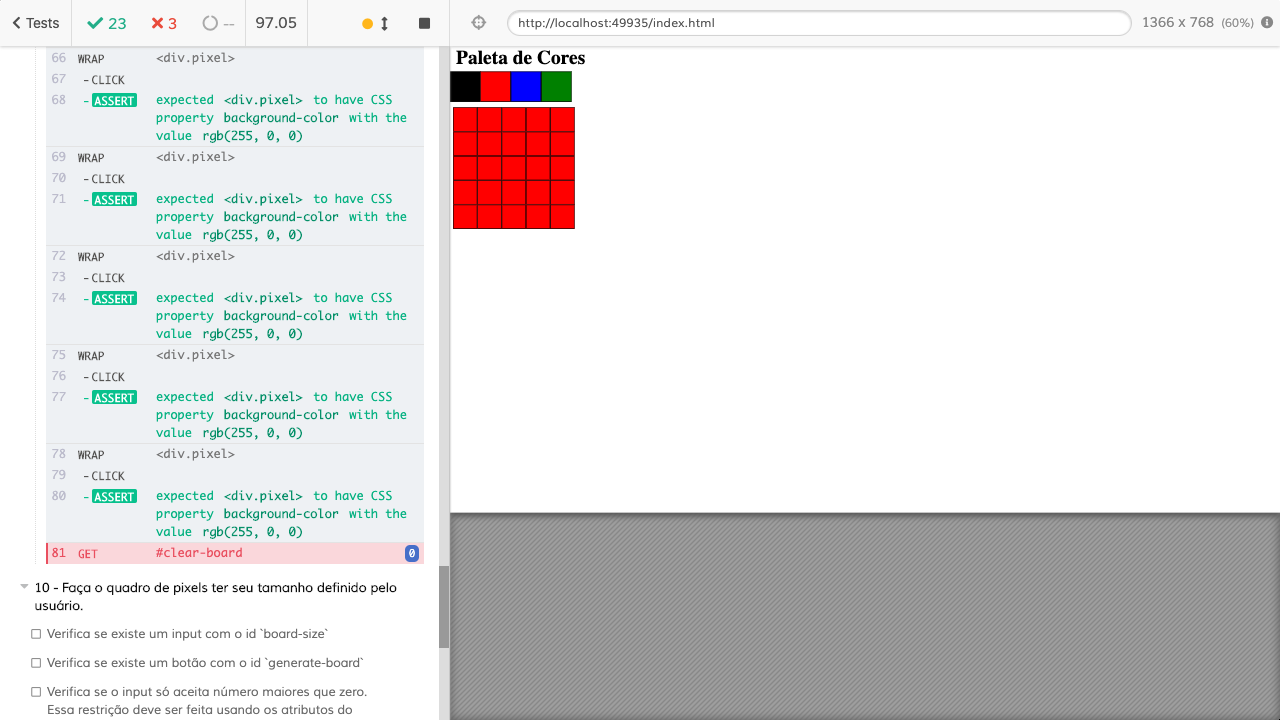 Tests
23
3
--
97.05
http://localhost:49935/index.html
1366 x 768 (60%)
66 WRAP <div.pixel>
67 -CLICK
68 -ASSERT expected <div.pixel> to have CSS
property background-color with the
value rgb(255, 0, 0)
69 WRAP <div.pixel>
70 -CLICK
71 -ASSERT expected <div.pixel> to have CSS
property background-color with the
value rgb(255, 0, 0)
72 WRAP <div.pixel>
73 -CLICK
74 -ASSERT expected <div.pixel> to have CSS
property background-color with the
value rgb(255, 0, 0)
75 WRAP <div.pixel>
76 -CLICK
77 -ASSERT expected <div.pixel> to have CSS
property background-color with the
value rgb(255, 0, 0)
78 WRAP <div.pixel>
79 -CLICK
80 -ASSERT expected <div.pixel> to have CSS
property background-color with the
value rgb(255, 0, 0)
81 GET #clear-board 0
10 - Faça o quadro de pixels ter seu tamanho definido pelo
usuário.
Verifica se existe um input com o id `board-size`
Verifica se existe um botão com o id `generate-board`
Verifica se o input só aceita número maiores que zero.
Essa restrição deve ser feita usando os atributos do
Paleta de Cores